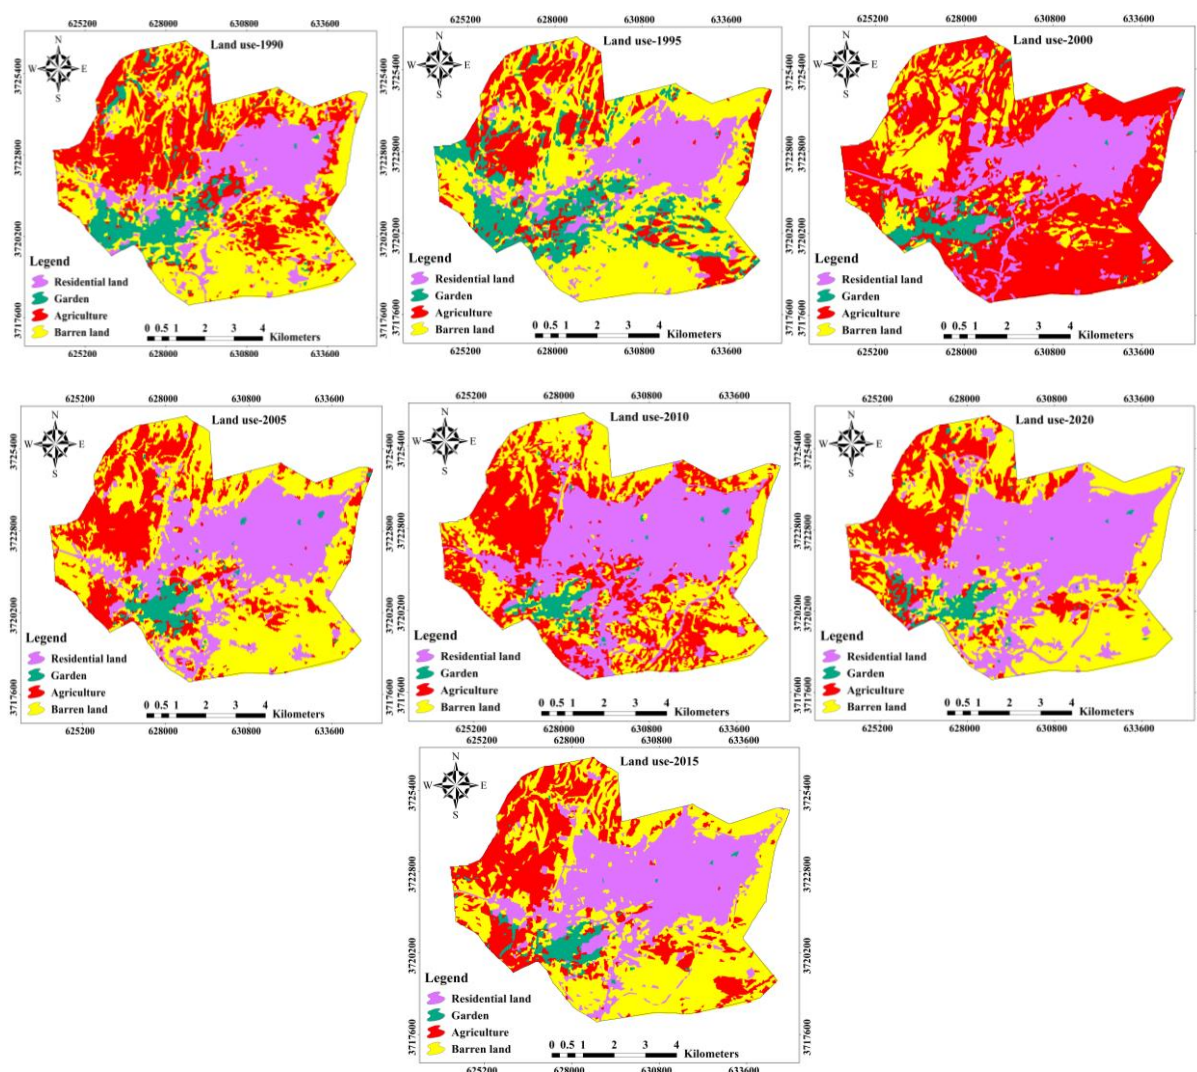 625200 628000 630800 633600
Land use-1990
N
W E
S
3725400
3722800
3720200
3717600
Legend
Residential land
Garden
Agriculture
Barren land
0 0.5 1 2 3 4
Kilometers
625200 628000 630800 633600
625200 628000 630800 633600
Land use-1995
N
W E
S
3725400
3722800
3720200
3717600
Legend
Residential land
Garden
Agriculture
Barren land
0 0.5 1 2 3 4
Kilometers
625200 628000 630800 633600
625200 628000 630800 633600
Land use-2000
N
W E
S
3725400
3722800
3720200
3717600
Legend
Residential land
Garden
Agriculture
Barren land
0 0.5 1 2 3 4
Kilometers
625200 628000 630800 633600
625200 628000 630800 633600
Land use-2005
N
W E
S
3725400
3722800
3720200
3717600
Legend
Residential land
Garden
Agriculture
Barren land
0 0.5 1 2 3 4
Kilometers
625200 628000 630800 633600
625200 628000 630800 633600
Land use-2010
N
W E
S
3725400
3722800
3720200
3717600
Legend
Residential land
Garden
Agriculture
Barren land
0 0.5 1 2 3 4
Kilometers
625200 628000 630800 633600
625200 628000 630800 633600
Land use-2020
N
W E
S
3725400
3722800
3720200
3717600
Legend
Residential land
Garden
Agriculture
Barren land
0 0.5 1 2 3 4
Kilometers
625200 628000 630800 633600
625200 628000 630800 633600
Land use-2015
N
W E
S
3725400
3722800
3720200
3717600
Legend
Residential land
Garden
Agriculture
Barren land
0 0.5 1 2 3 4
Kilometers
3725400
3722800
3720200
3717600
625200 628000 630800 633600